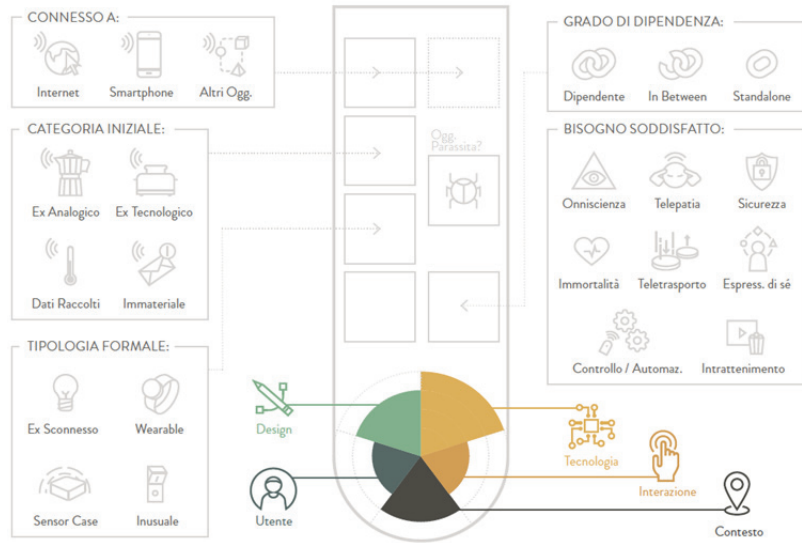 CONNESSO A:
Internet
Smartphone
Altri Ogg.
CATEGORIA INIZIALE:
Ex Analogico
Ex Tecnologico
Dati Raccolti
Immateriale
TIPOLOGIA FORMALE:
Ex Sconnesso
Wearable
Sensor Case
Inusuale
Ogg.
Parassita?
GRADO DI DIPENDENZA:
Dipendente
In Between
Standalone
BISOGNO SODDISFATTO:
Onniscienza
Telepatia
Sicurezza
Immortalità
Teletrasporto
Espress. di sé
Controllo / Automaz.
Intrattenimento
Design
Utente
Tecnologia
Interazione
Contesto